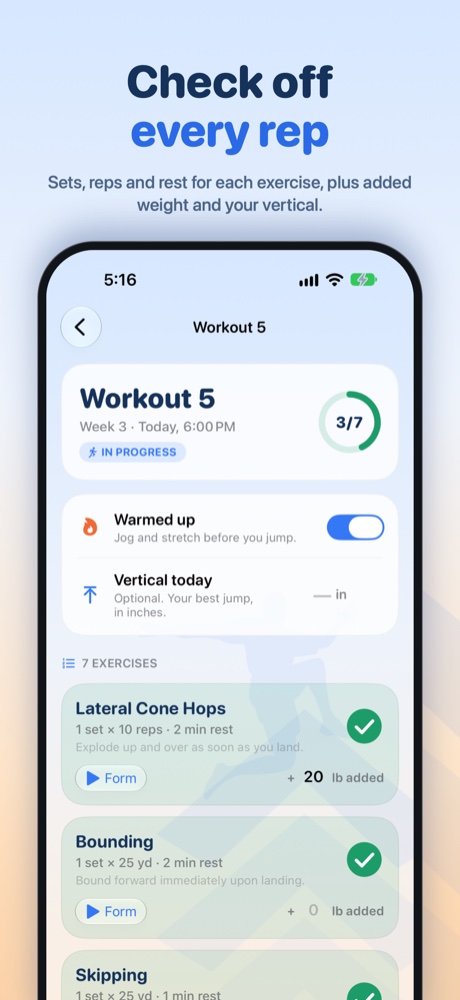 Check off
every rep
Sets, reps and rest for each exercise, plus added
weight and your vertical.
5:16
Workout 5
Workout 5
Week 3 · Today, 6:00 PM
IN PROGRESS
3/7
Warmed up
Jog and stretch before you jump.
Vertical today
Optional. Your best jump,
in inches.
— in
7 EXERCISES
Lateral Cone Hops
1 set × 10 reps · 2 min rest
Explode up and over as soon as you land.
Form
+ 20 lb added
Bounding
1 set × 25 yd · 2 min rest
Bound forward immediately upon landing.
Form
+ 0 lb added
Skipping
1 set × 25 yd · 1 min rest